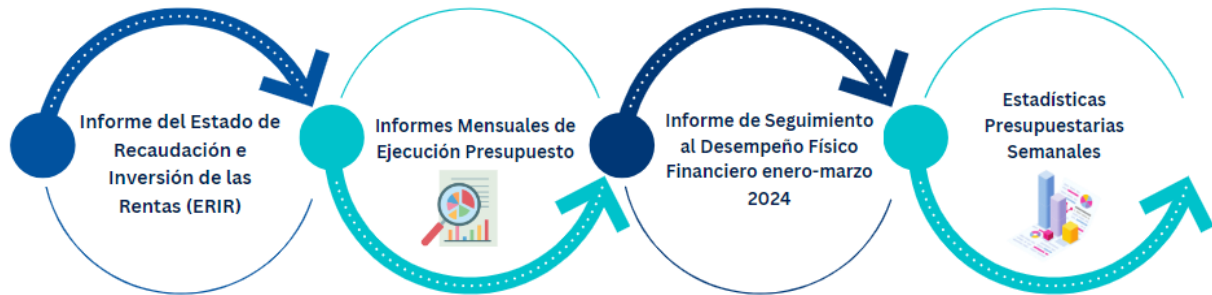 Informe del Estado de
Recaudación e
Inversión de las
Rentas (ERIR)
Informes Mensuales de
Ejecución Presupuesto
Informe de Seguimiento
al Desempeño Físico
Financiero enero-marzo
2024
Estadísticas
Presupuestarias
Semanales